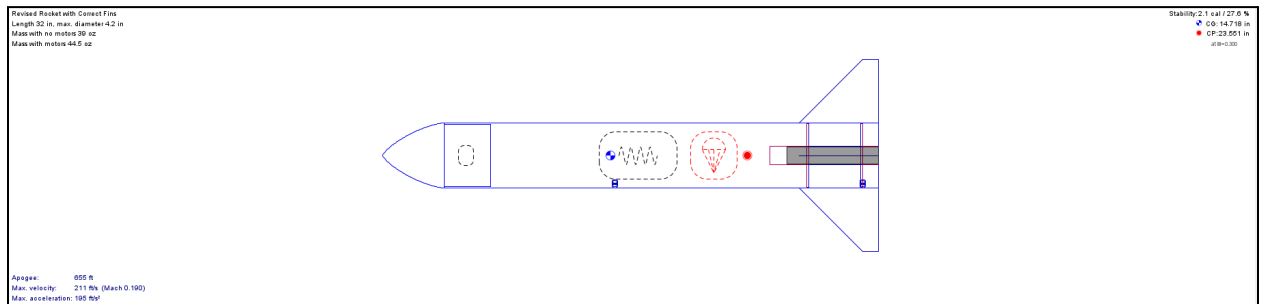 Revised Rocket with Correct Fins
Length 32 in, max. diameter 4.2 in
Mass with no motors 39 oz
Mass with motors 44.5 oz
Stability:2.1 cal / 27.6 %
CG: 14.718 in
CP:23.551 in
at M=0.300
Apogee: 655 ft
Max. velocity: 211 ft/s (Mach 0.190)
Max. acceleration: 195 ft/s²